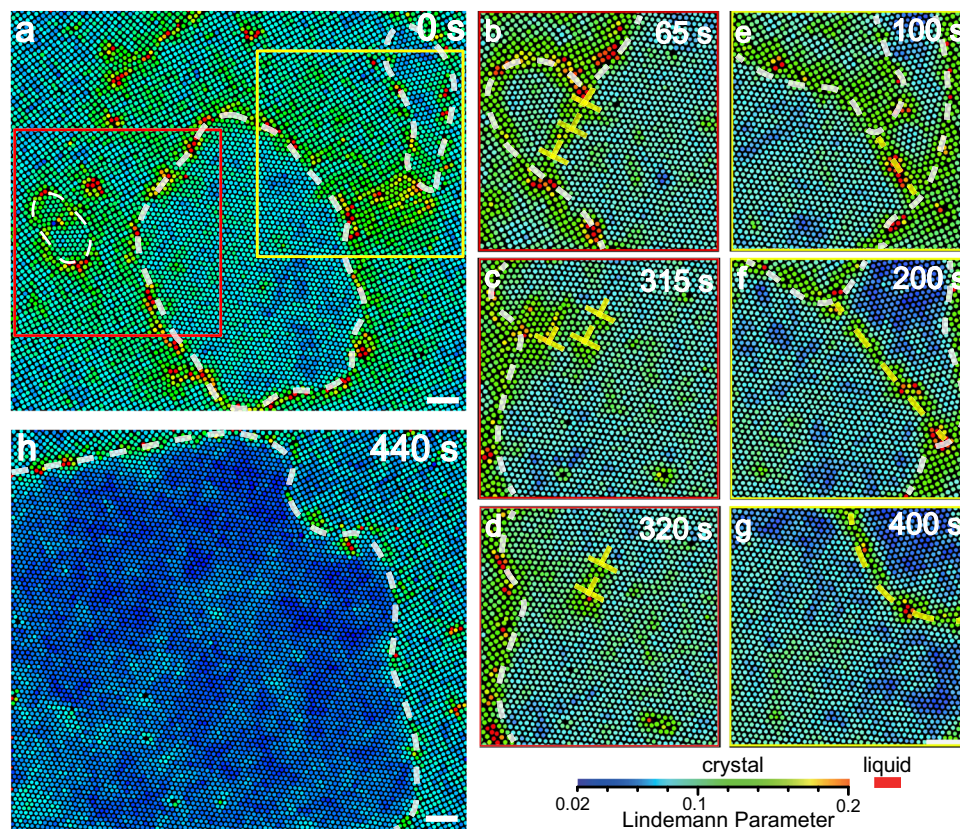 a
0 s
b
65 s
e
100 s
c
315 s
f
200 s
h
440 s
d
320 s
g
400 s
crystal
liquid
0.02
0.1
0.2
Lindemann Parameter